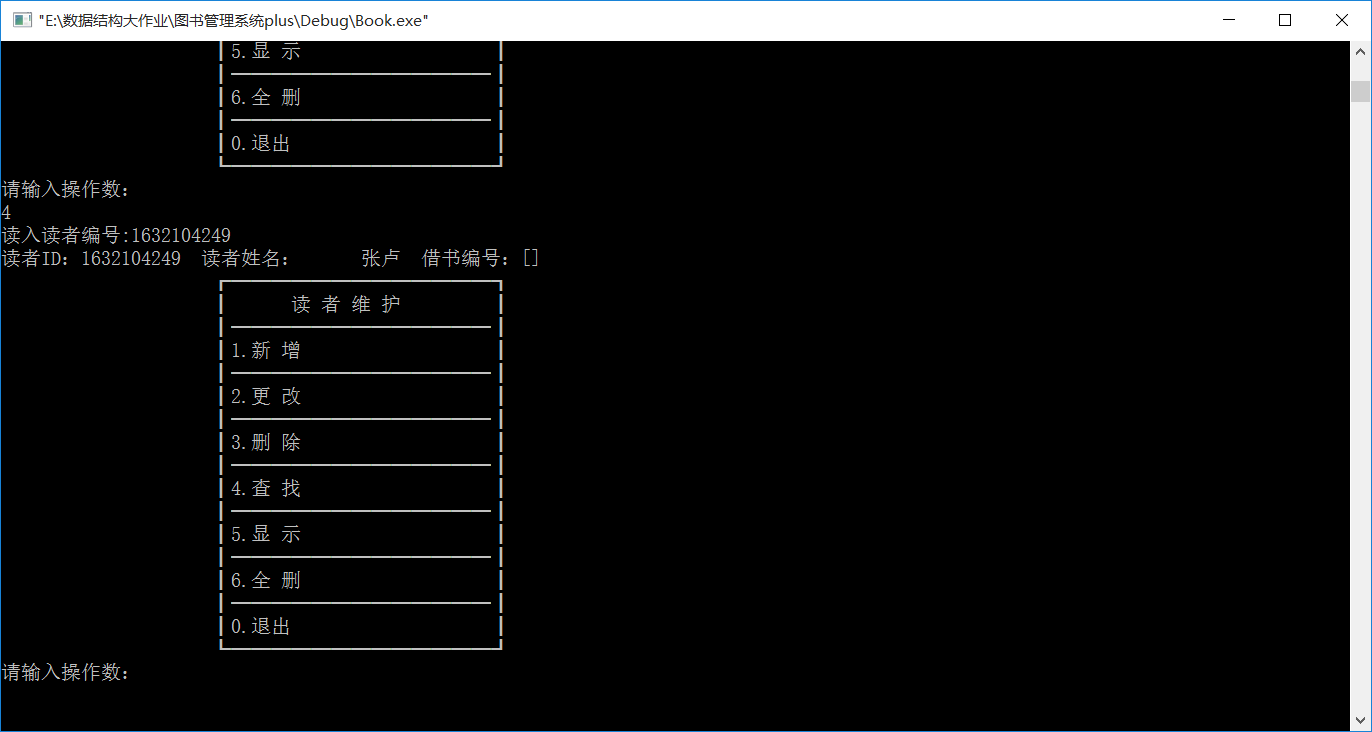 "E:\数据结构大作业\图书管理系统plus\Debug\Book.exe"
5.显 示
6.全 删
0.退出
请输入操作数：
4
读入读者编号:1632104249
读者ID：1632104249  读者姓名：      张卢  借书编号：[]
读 者 维 护
1.新 增
2.更 改
3.删 除
4.查 找
5.显 示
6.全 删
0.退出
请输入操作数：